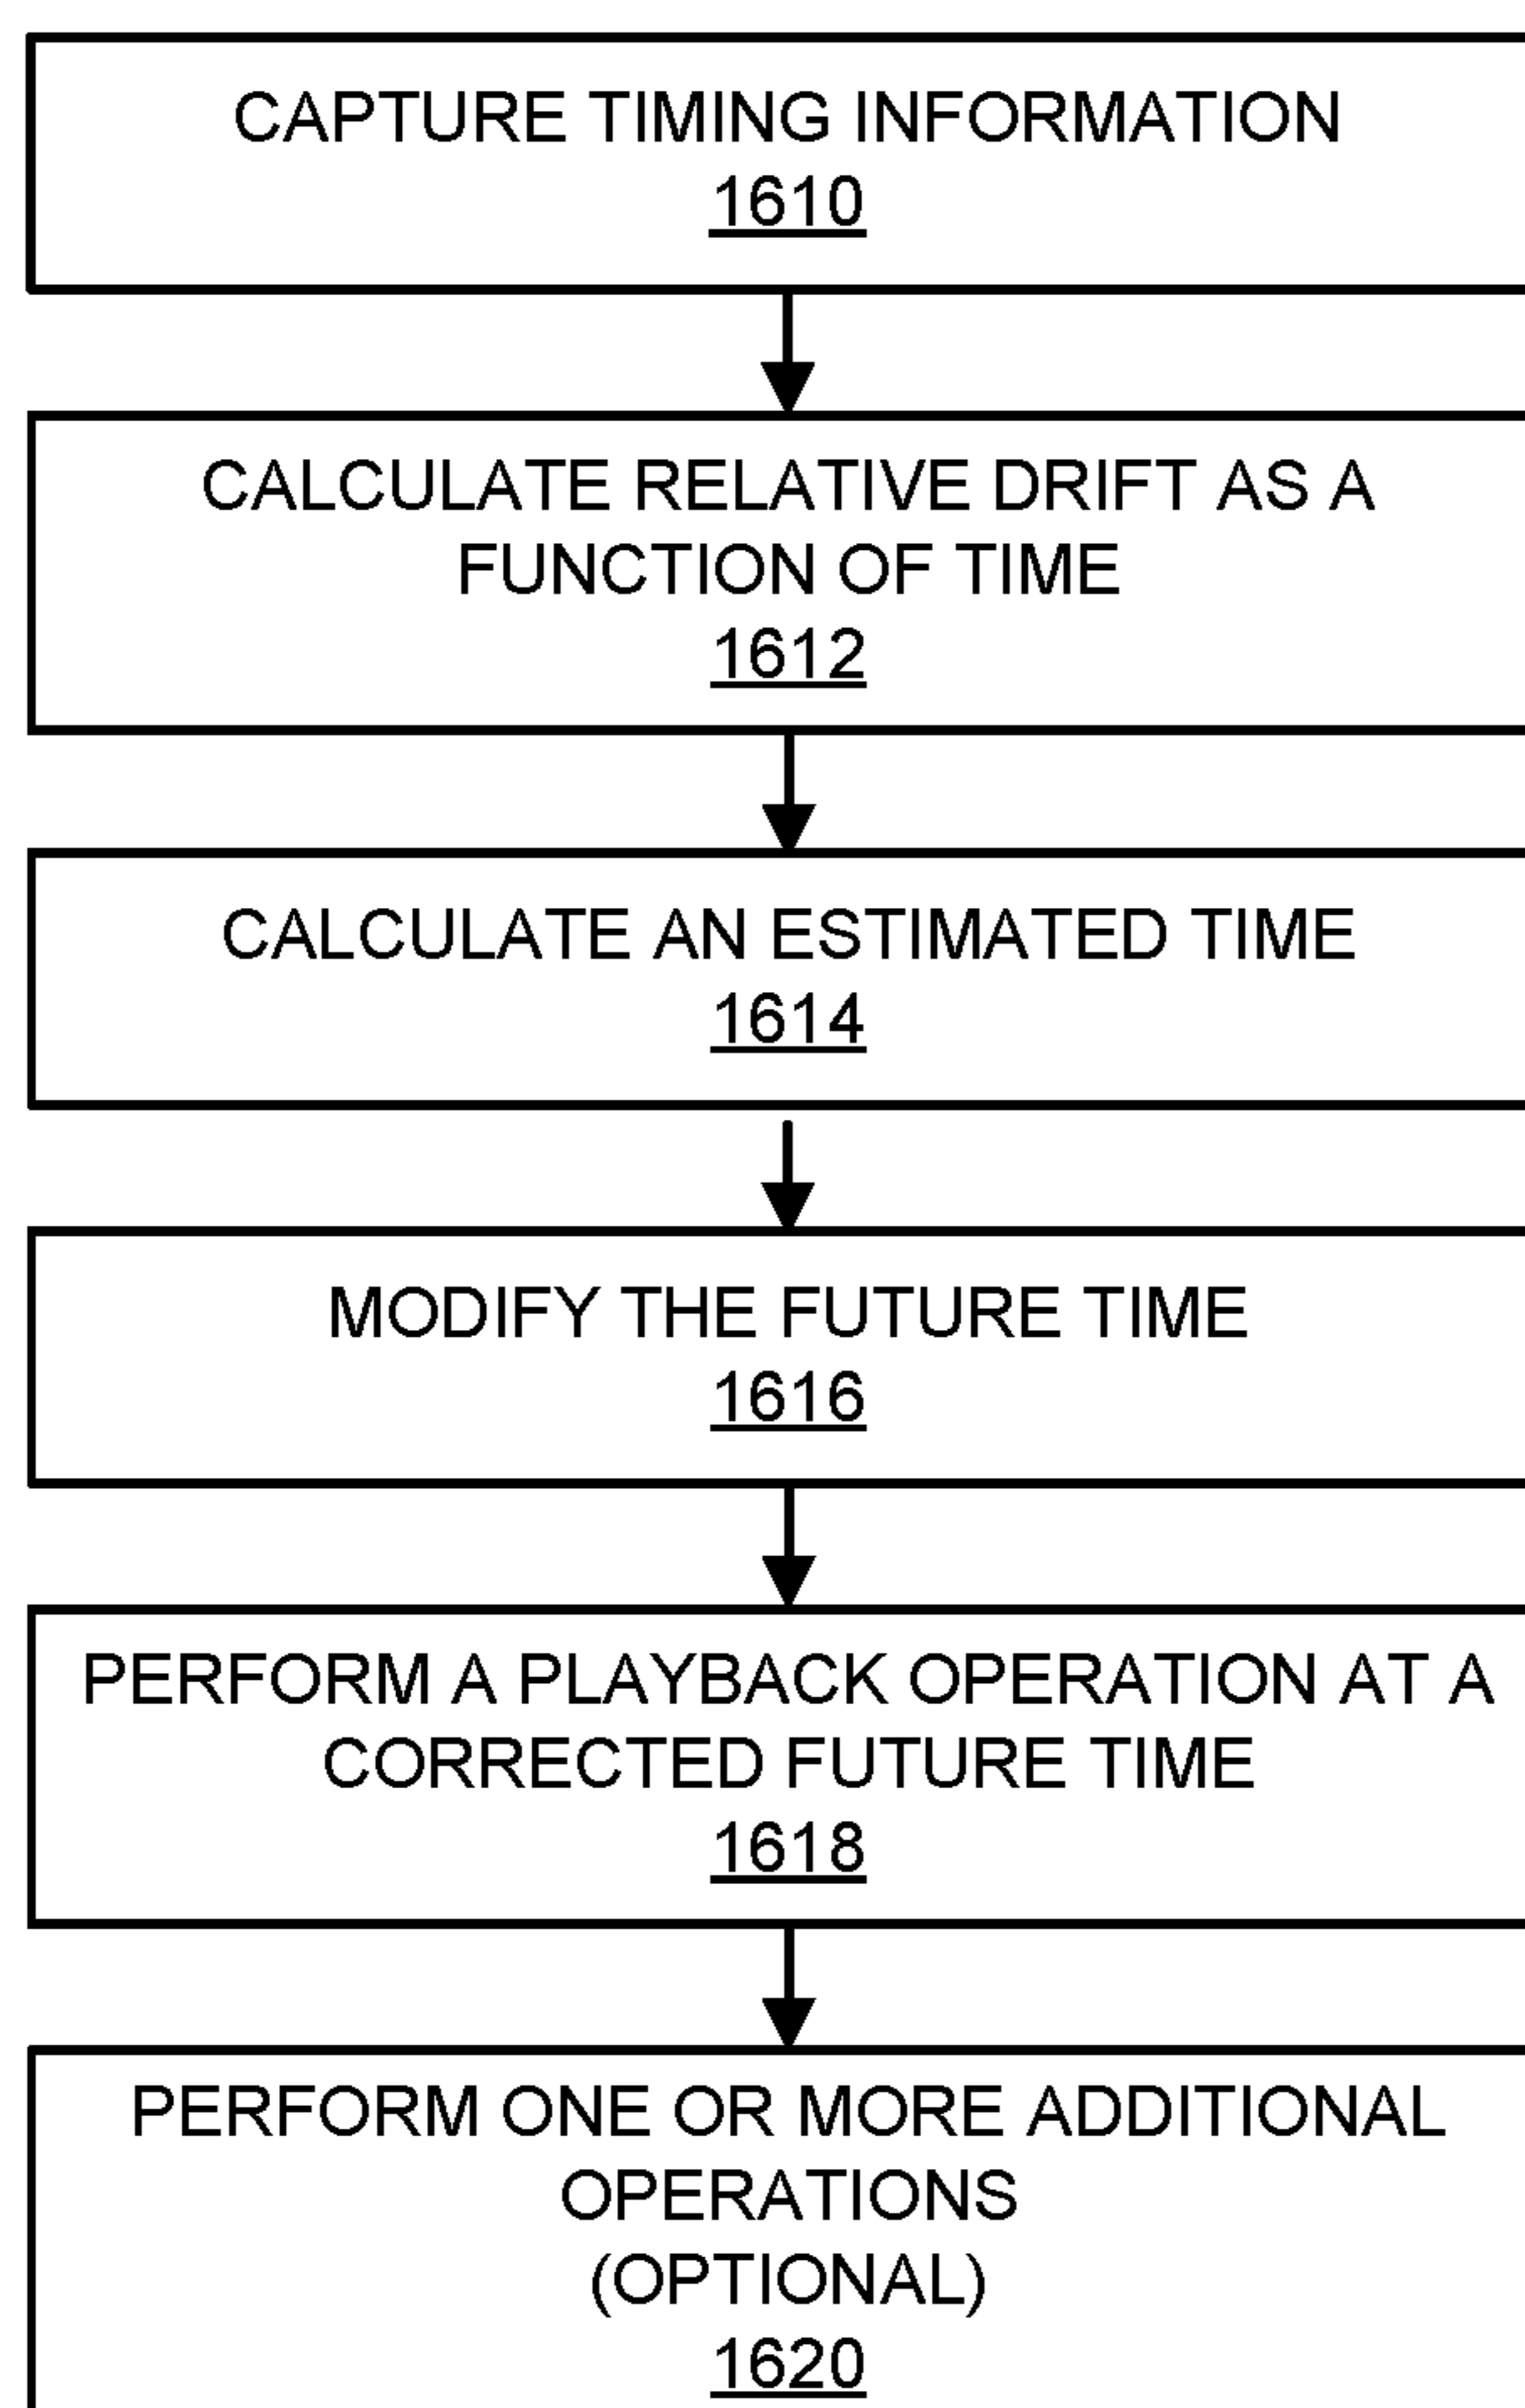 CAPTURE TIMING INFORMATION
1610
CALCULATE RELATIVE DRIFT AS A
FUNCTION OF TIME
1612
CALCULATE AN ESTIMATED TIME
1614
MODIFY THE FUTURE TIME
1616
PERFORM A PLAYBACK OPERATION AT A
CORRECTED FUTURE TIME
1618
PERFORM ONE OR MORE ADDITIONAL
OPERATIONS
(OPTIONAL)
1620